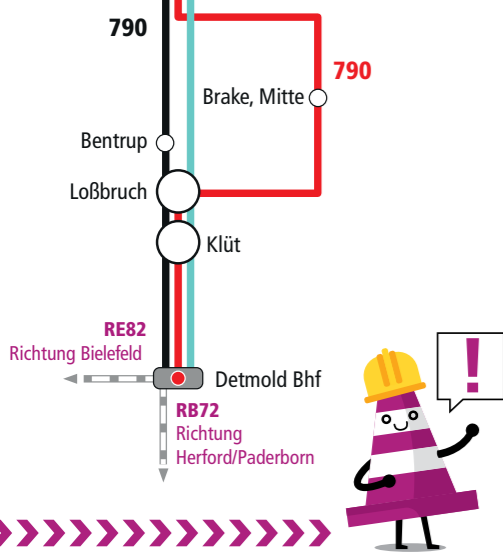 790
790
Brake, Mitte
Bentrup
Loßbruch
Klüt
RE82
Richtung Bielefeld
Detmold Bhf
RB72
Richtung
Herford/Paderborn
!